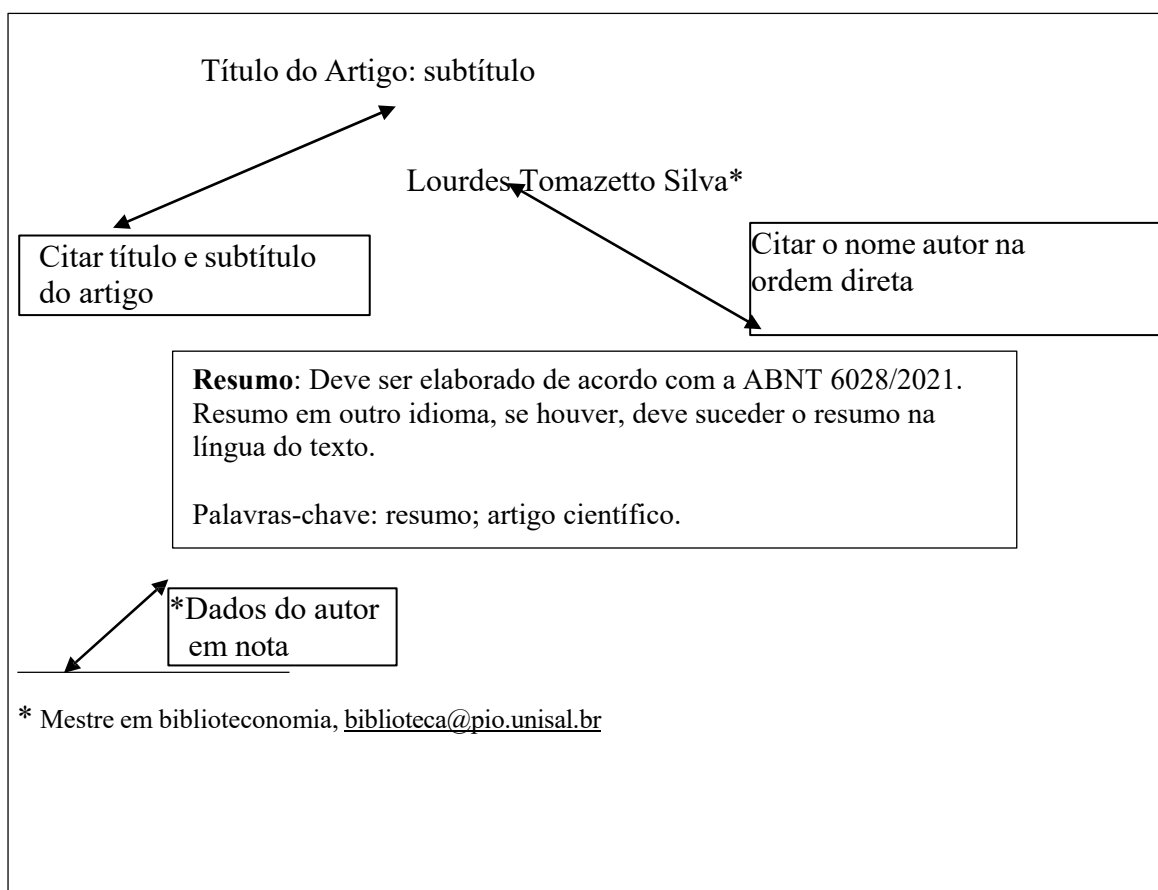 Título do Artigo: subtítulo
Lourdes Tomazetto Silva*
Citar título e subtítulo
do artigo
Citar o nome autor na
ordem direta
Resumo: Deve ser elaborado de acordo com a ABNT 6028/2021.
Resumo em outro idioma, se houver, deve suceder o resumo na
língua do texto.
Palavras-chave: resumo; artigo científico.
*Dados do autor
em nota
* Mestre em biblioteconomia, biblioteca@pio.unisal.br